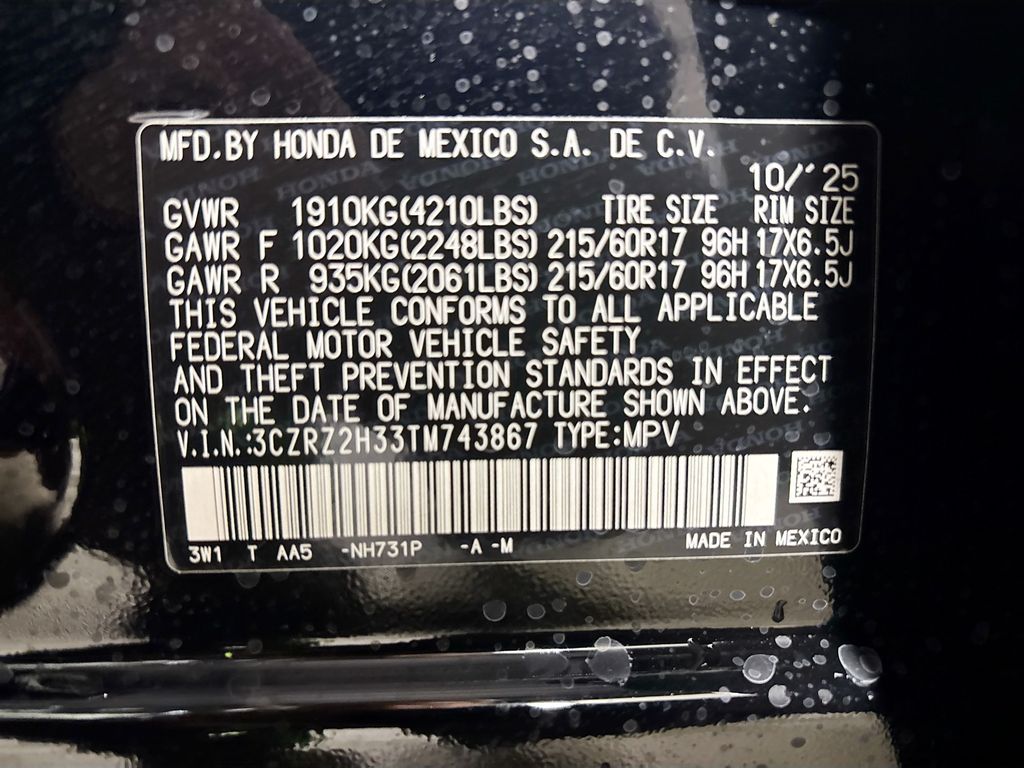 MFD.BY HONDA DE MEXICO S.A. DE C.V.
10/'25
GVWR 1910KG(4210LBS) TIRE SIZE RIM SIZE
GAWR F 1020KG(2248LBS) 215/60R17 96H 17X6.5J
GAWR R 935KG(2061LBS) 215/60R17 96H 17X6.5J
THIS VEHICLE CONFORMS TO ALL APPLICABLE
FEDERAL MOTOR VEHICLE SAFETY
AND THEFT PREVENTION STANDARDS IN EFFECT
ON THE DATE OF MANUFACTURE SHOWN ABOVE.
V.I.N.:3CZRZ2H33TM743867 TYPE:MPV
3W1 T AA5 -NH731P -A -M MADE IN MEXICO